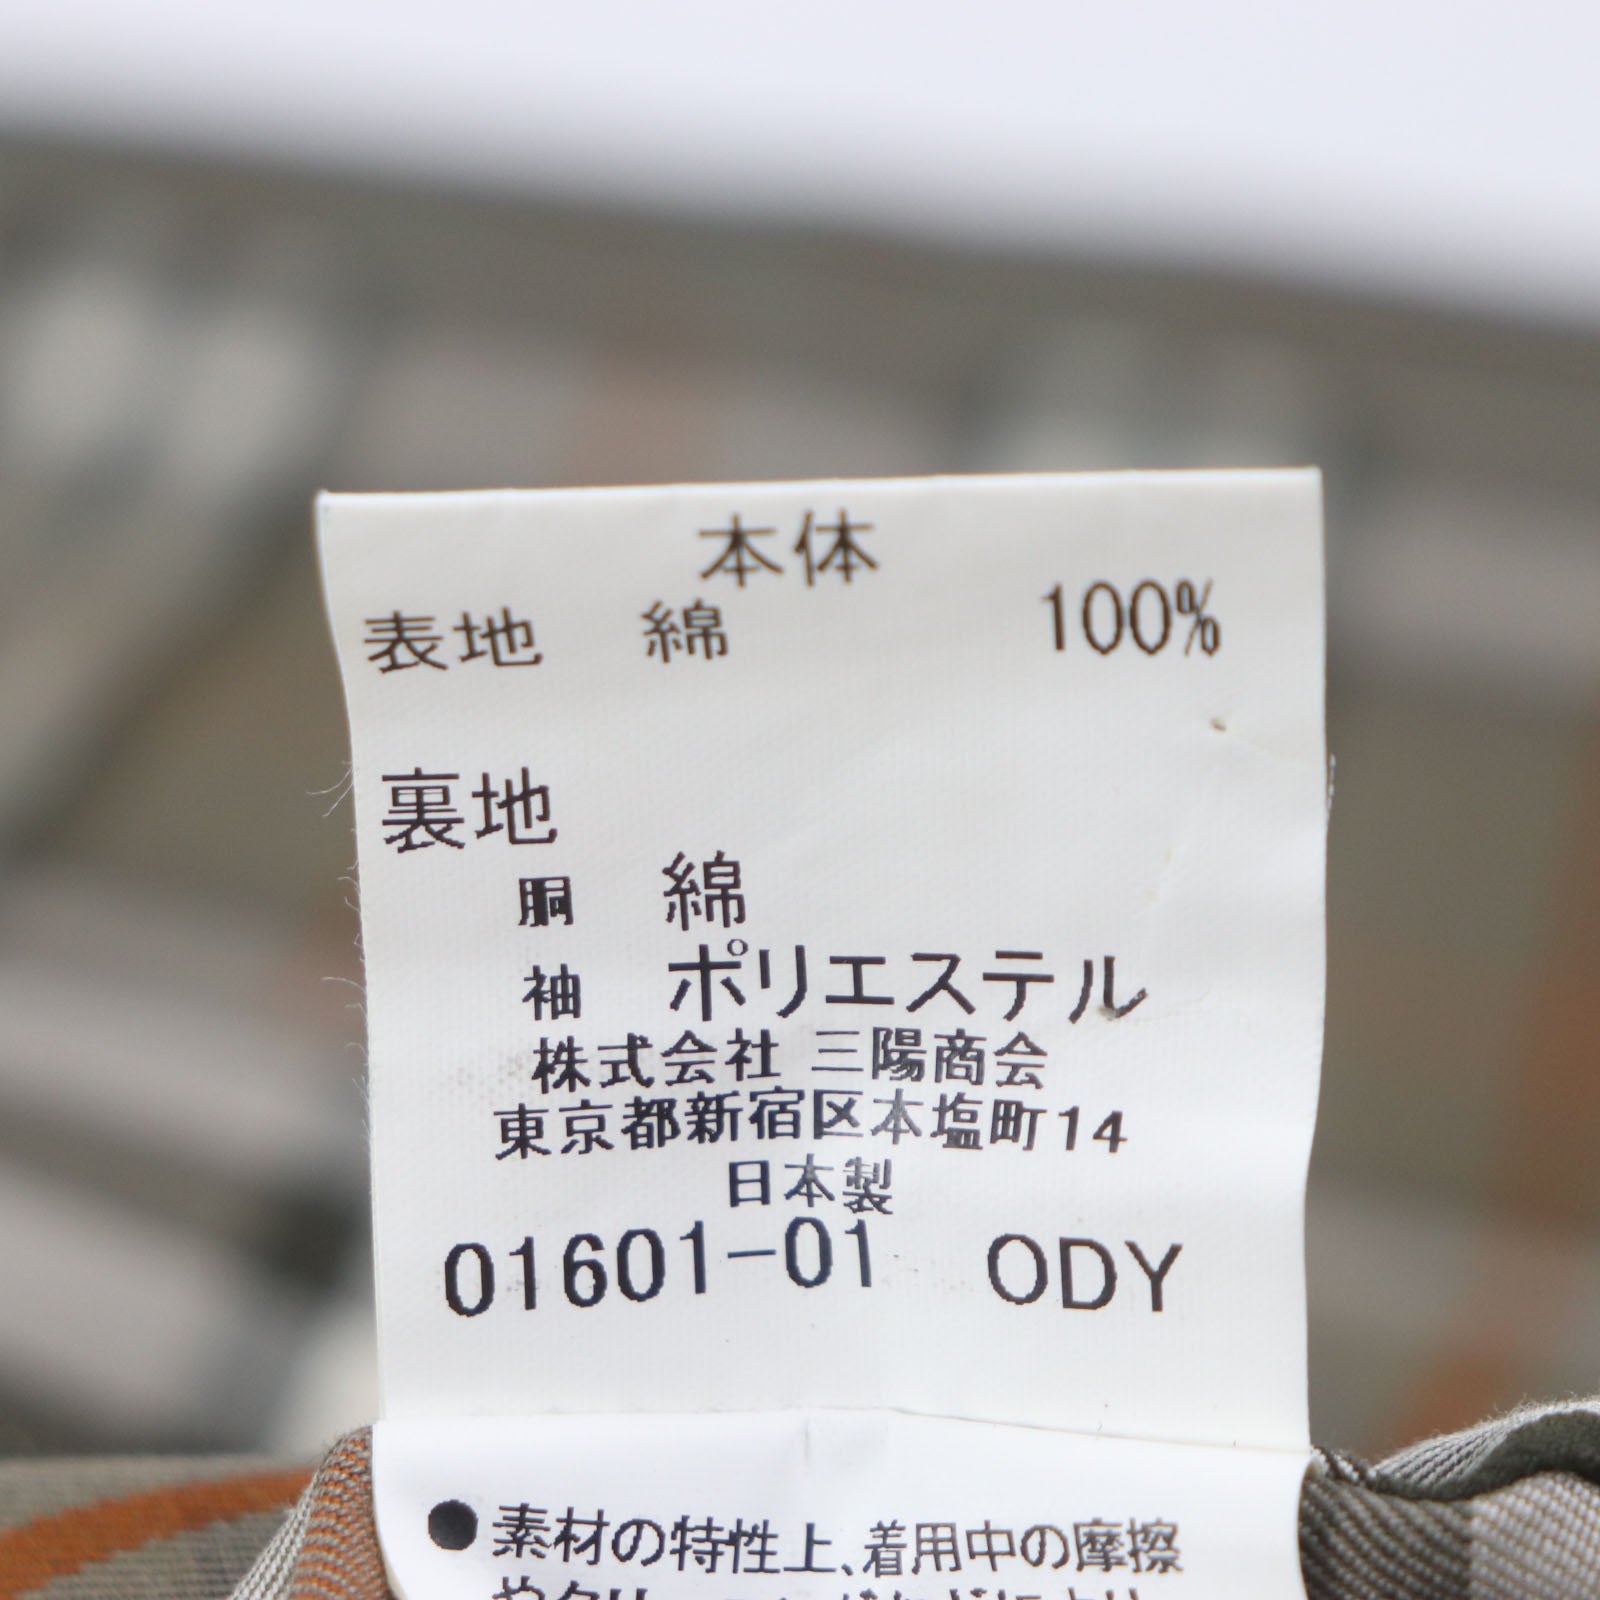 本体
表地 綿 100%
裏地
胴 綿
袖 ポリエステル
株式会社 三陽商会
東京都新宿区本塩町14
日本製
01601-01 ODY
●素材の特性上、着用中の摩擦